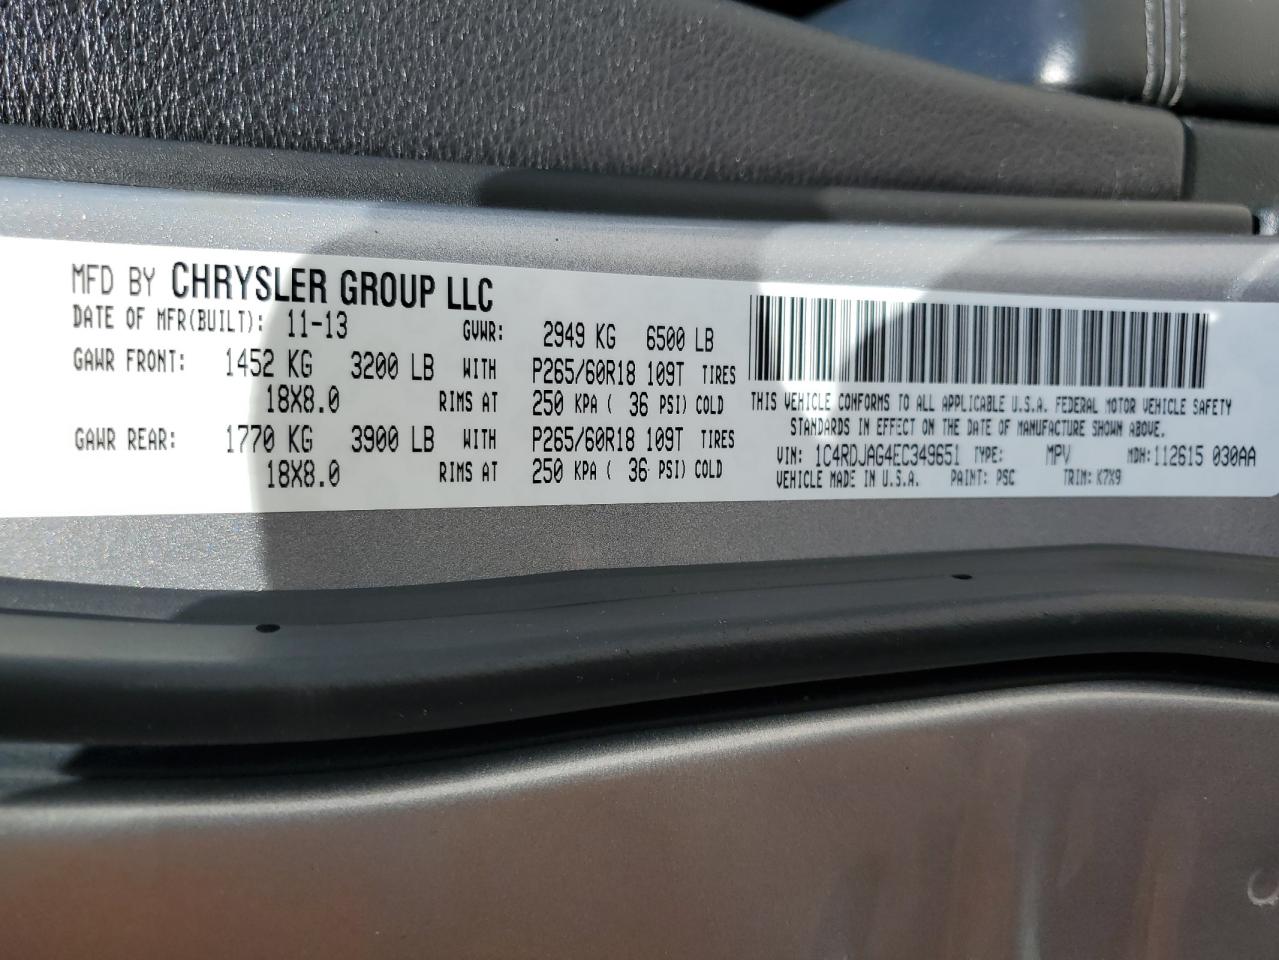 MFD BY CHRYSLER GROUP LLC
DATE OF MFR(BUILT): 11-13 GVWR: 2949 KG 6500 LB
GAWR FRONT: 1452 KG 3200 LB WITH P265/60R18 109T TIRES
18X8.0 RIMS AT 250 KPA ( 36 PSI) COLD
GAWR REAR: 1770 KG 3900 LB WITH P265/60R18 109T TIRES
18X8.0 RIMS AT 250 KPA ( 36 PSI) COLD
THIS VEHICLE CONFORMS TO ALL APPLICABLE U.S.A. FEDERAL MOTOR VEHICLE SAFETY
STANDARDS IN EFFECT ON THE DATE OF MANUFACTURE SHOWN ABOVE.
VIN: 1C4RDJAG4EC349651 TYPE: MPV MDH:112615 030AA
VEHICLE MADE IN U.S.A. PAINT: PSC TRIM: K7X9